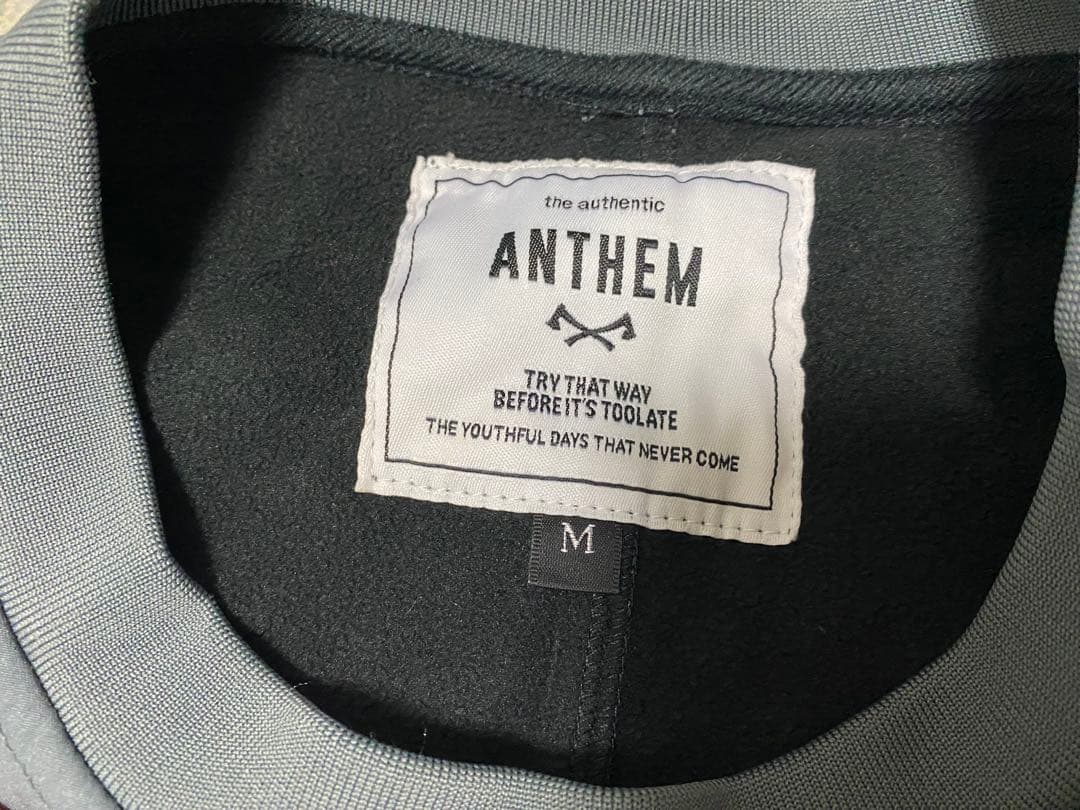 the authentic
ANTHEM
TRY THAT WAY
BEFORE IT'S TOOLATE
THE YOUTHFUL DAYS THAT NEVER COME
M